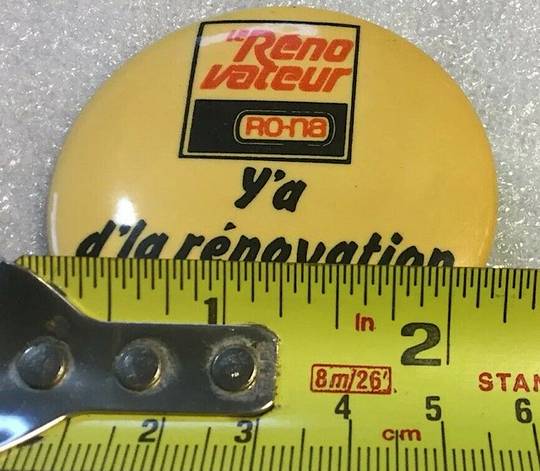 Le Réno
vateur
RO-na
Y'a
d'la rénovation
1 In 2
8m/26' STAN
2 3 4 5 6
cm